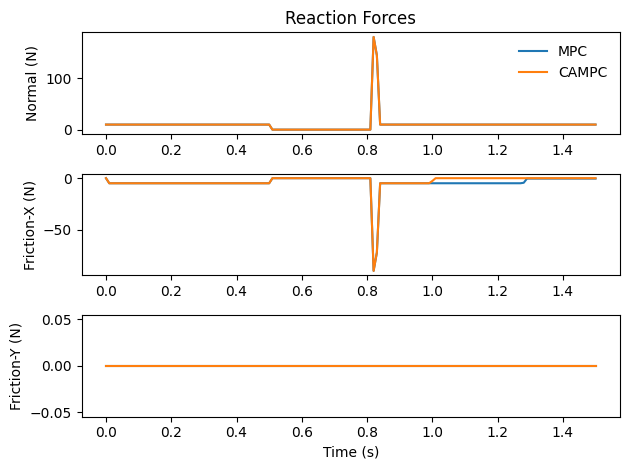 Reaction Forces
Normal (N)
100
0
MPC
CAMPC
0.0 0.2 0.4 0.6 0.8 1.0 1.2 1.4
Friction-X (N)
0
−50
0.0 0.2 0.4 0.6 0.8 1.0 1.2 1.4
Friction-Y (N)
0.05
0.00
−0.05
0.0 0.2 0.4 0.6 0.8 1.0 1.2 1.4
Time (s)